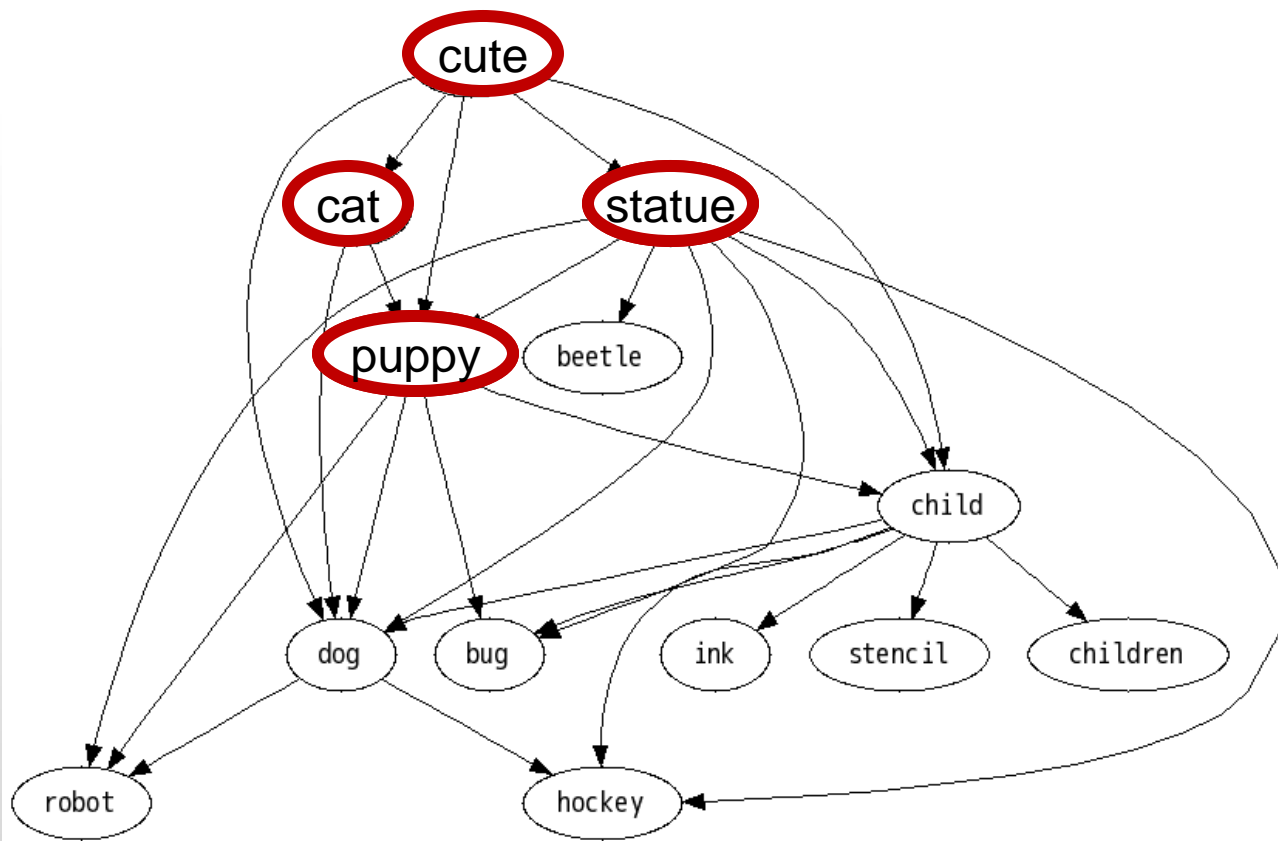 cute
cat
statue
puppy
beetle
child
dog
bug
ink
stencil
children
robot
hockey